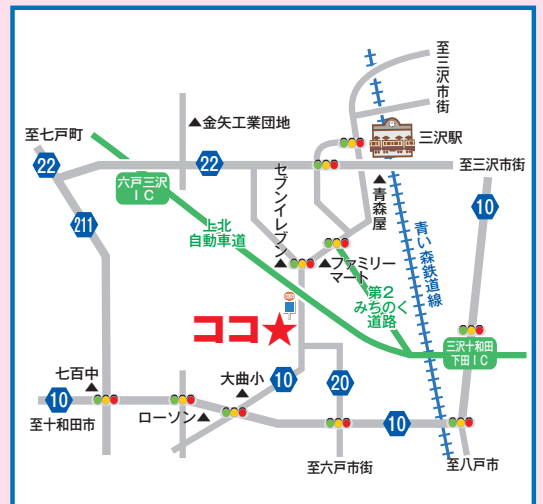 至三沢市街
▲金矢工業団地
至七戸町
三沢駅
22
22
至三沢市街
六戸三沢
IC
セブンイレブン▲
▲青森屋
10
211
上北
自動車道
青い森鉄道線
▲ファミリー
マート
第2
みちのく
道路
ココ★
三沢十和田
下田IC
七百中
▲
大曲小
▲
10
20
10
ローソン▲
10
至十和田市
至六戸市街
至八戸市